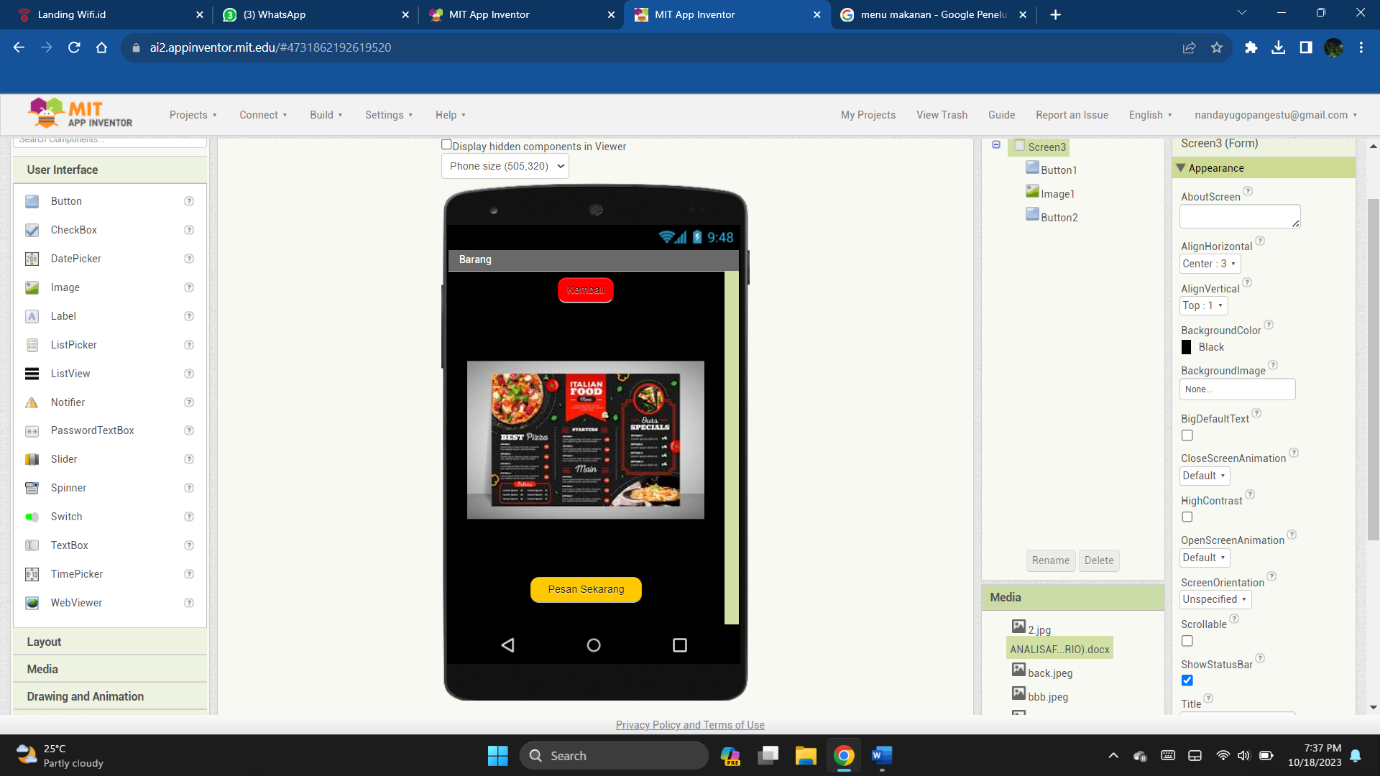 Landing Wifi.id
(3) WhatsApp
MIT App Inventor
MIT App Inventor
menu makanan - Google Penelu
ai2.appinventor.mit.edu/#4731862192619520
MIT
APP INVENTOR
Projects
Connect
Build
Settings
Help
My Projects
View Trash
Guide
Report an Issue
English
nandayugopangestu@gmail.com
Search Components...
User Interface
Button
CheckBox
DatePicker
Image
Label
ListPicker
ListView
Notifier
PasswordTextBox
Slider
Spinner
Switch
TextBox
TimePicker
WebViewer
Layout
Media
Drawing and Animation
Display hidden components in Viewer
Phone size (505,320)
9:48
Barang
Kembali
ITALIAN
FOOD
Menu
BEST Pizza
STARTERS
Main
Ours
SPECIALS
Pesan Sekarang
Screen3
Button1
Image1
Button2
Rename
Delete
Media
2.jpg
ANALISAF...RIO).docx
back.jpeg
bbb.jpeg
Screen3 (Form)
Appearance
AboutScreen
AlignHorizontal
Center : 3
AlignVertical
Top : 1
BackgroundColor
Black
BackgroundImage
None...
BigDefaultText
CloseScreenAnimation
Default
HighContrast
OpenScreenAnimation
Default
ScreenOrientation
Unspecified
Scrollable
ShowStatusBar
Title
Privacy Policy and Terms of Use
25°C
Partly cloudy
Search
PRE
7:37 PM
10/18/2023